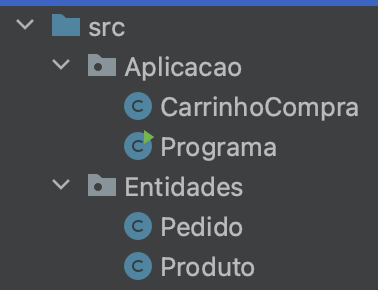 src
Aplicacao
CarrinhoCompra
Programa
Entidades
Pedido
Produto